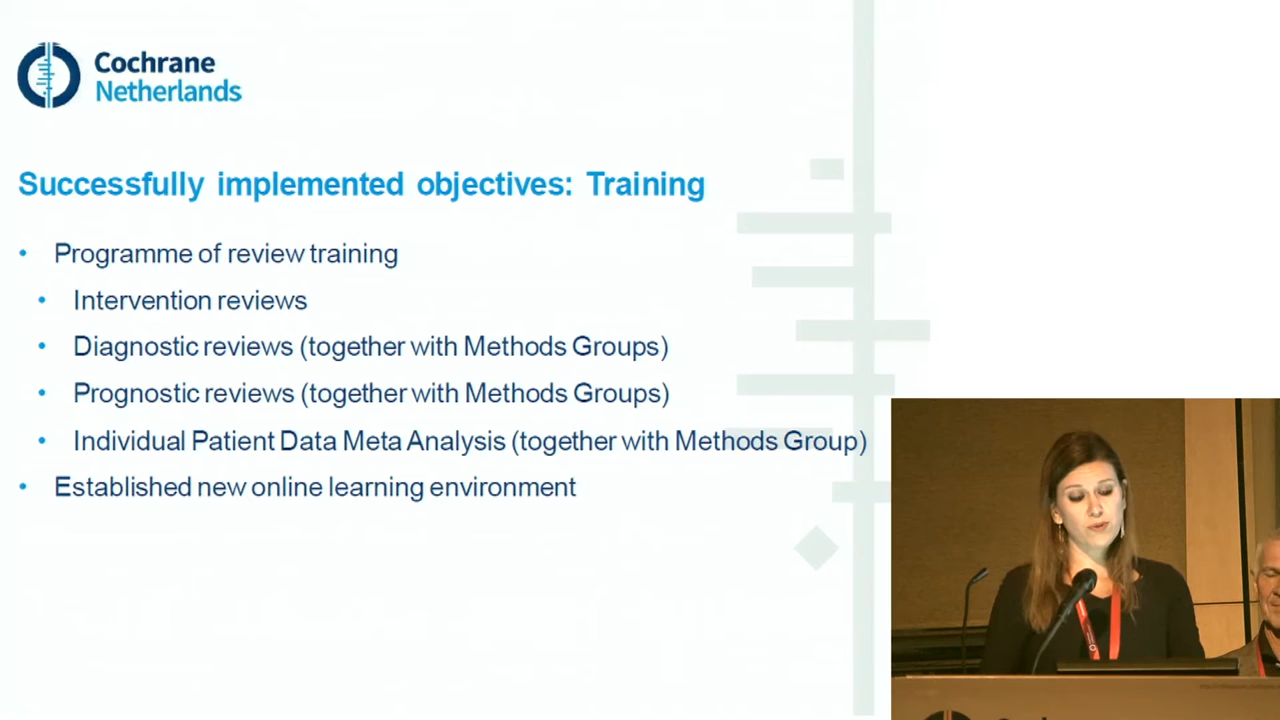 Cochrane
Netherlands
Successfully implemented objectives: Training
• Programme of review training
• Intervention reviews
• Diagnostic reviews (together with Methods Groups)
• Prognostic reviews (together with Methods Groups)
• Individual Patient Data Meta Analysis (together with Methods Group)
• Established new online learning environment